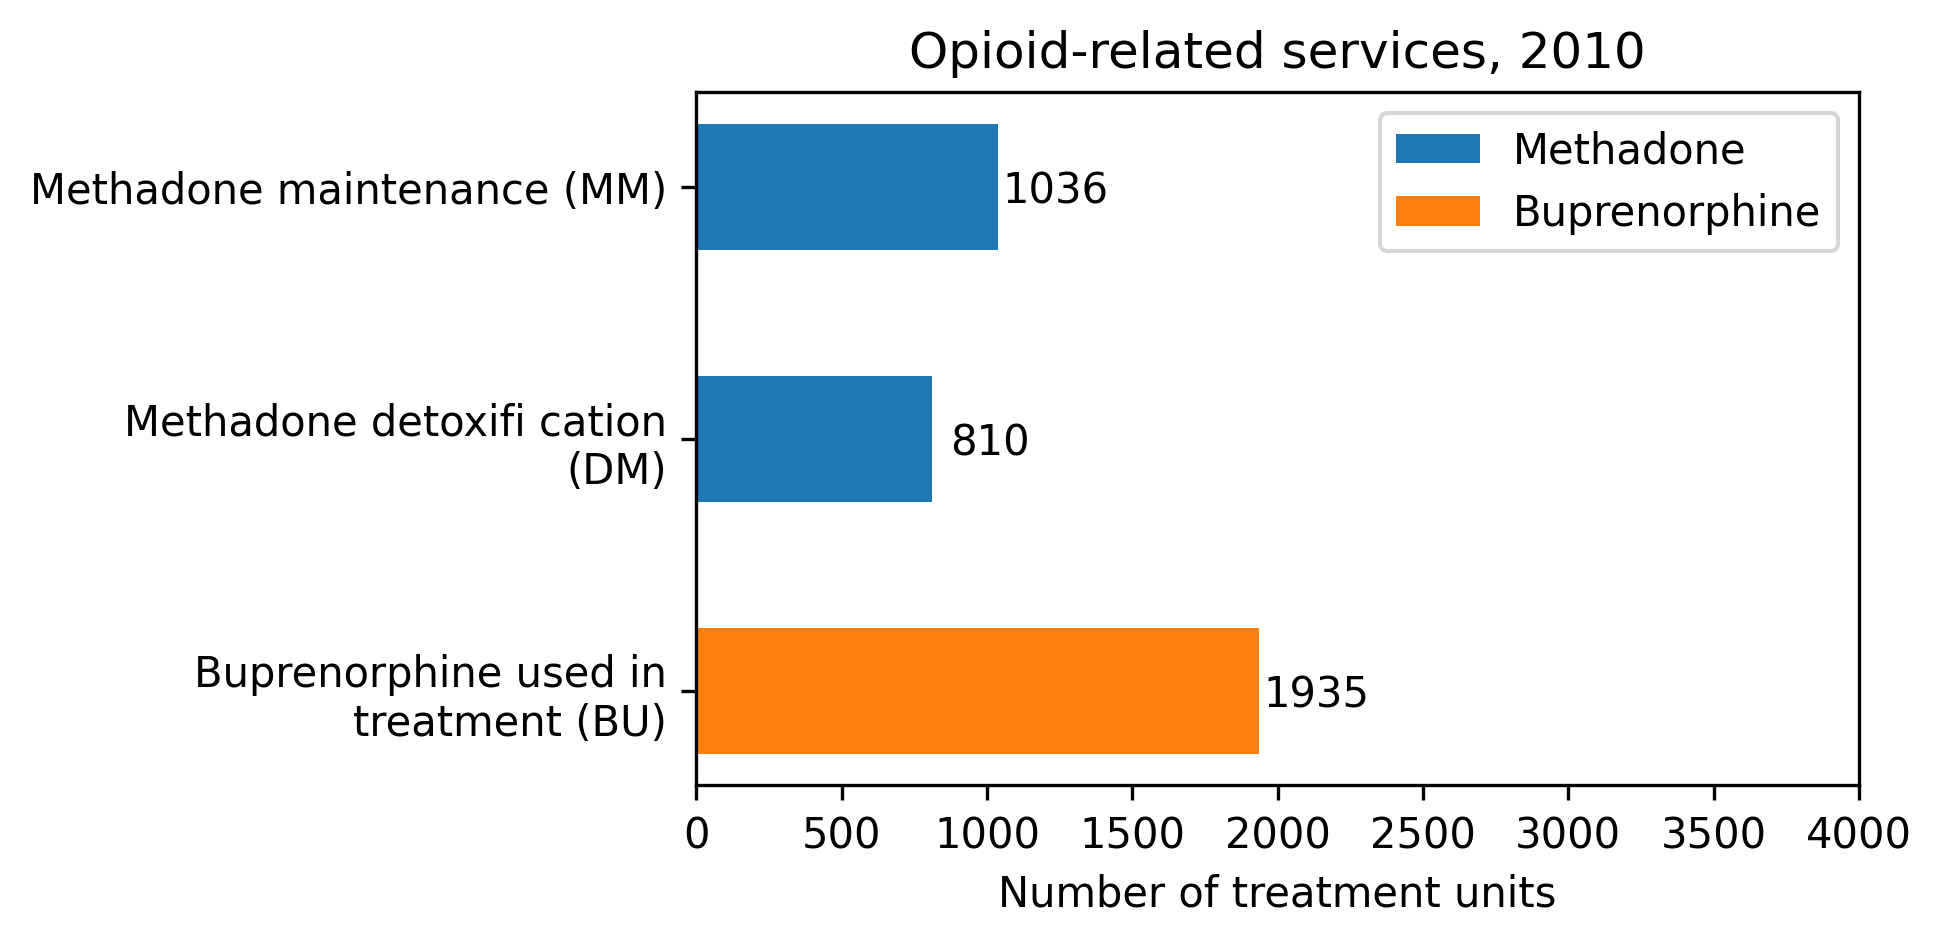 Opioid-related services, 2010
Methadone
Buprenorphine
Methadone maintenance (MM)
1036
Methadone detoxifi cation
(DM)
810
Buprenorphine used in
treatment (BU)
1935
0 500 1000 1500 2000 2500 3000 3500 4000
Number of treatment units